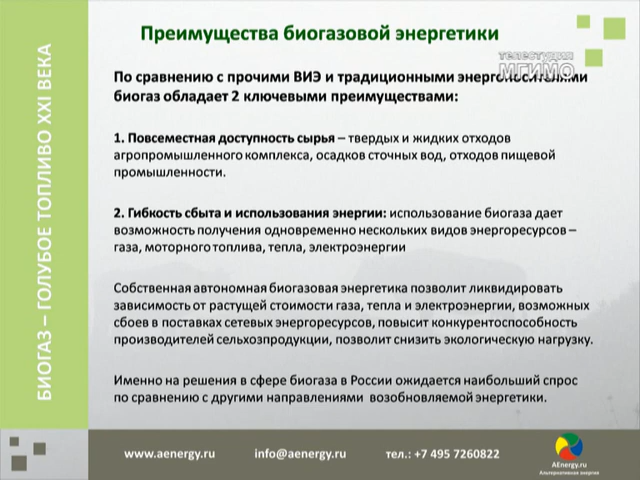 Преимущества биогазовой энергетики
телестудия
МГИМО
По сравнению с прочими ВИЭ и традиционными энергоносителями
биогаз обладает 2 ключевыми преимуществами:
1. Повсеместная доступность сырья – твердых и жидких отходов
агропромышленного комплекса, осадков сточных вод, отходов пищевой
промышленности.
2. Гибкость сбыта и использования энергии: использование биогаза дает
возможность получения одновременно нескольких видов энергоресурсов –
газа, моторного топлива, тепла, электроэнергии
Собственная автономная биогазовая энергетика позволит ликвидировать
зависимость от растущей стоимости газа, тепла и электроэнергии, возможных
сбоев в поставках сетевых энергоресурсов, повысит конкурентоспособность
производителей сельхозпродукции, позволит снизить экологическую нагрузку.
Именно на решения в сфере биогаза в России ожидается наибольший спрос
по сравнению с другими направлениями возобновляемой энергетики.
БИОГАЗ – ГОЛУБОЕ ТОПЛИВО XXI ВЕКА
www.aenergy.ru info@aenergy.ru тел.: +7 495 7260822
AEnergy.ru
Альтернативная энергия